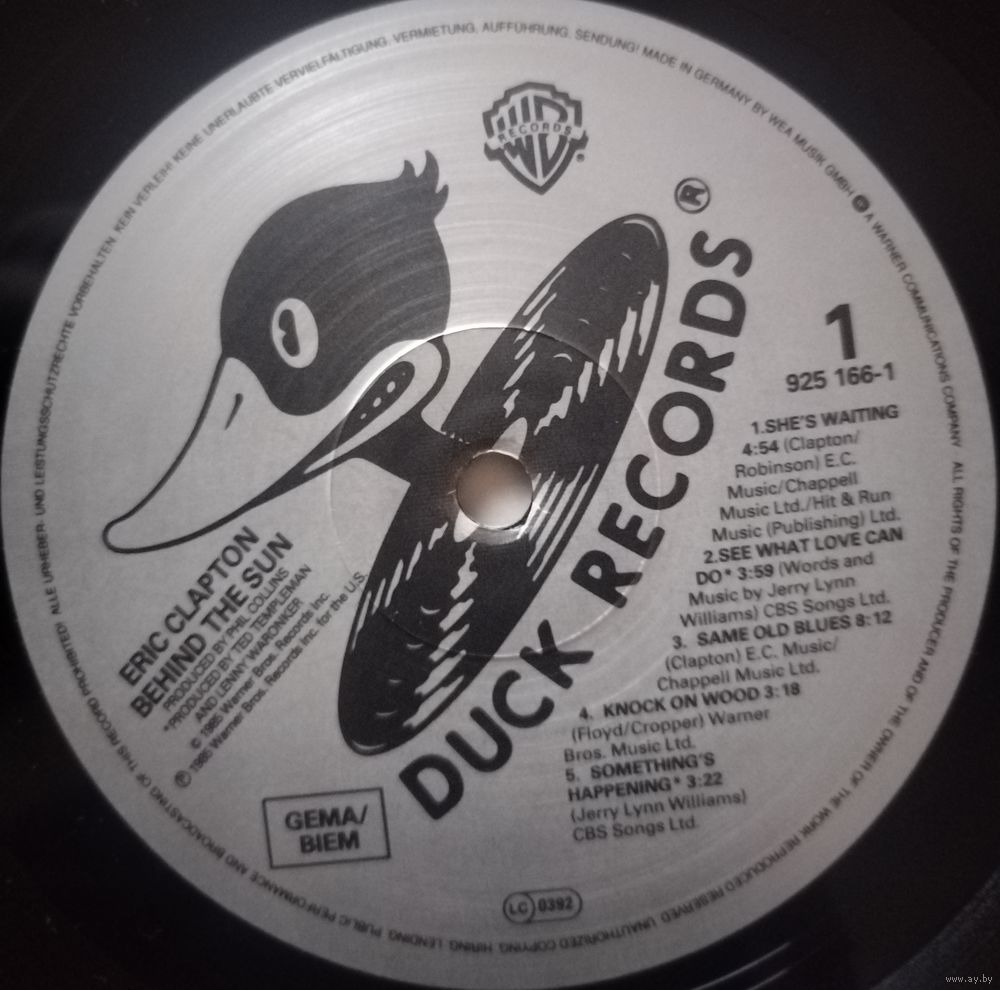 ALLE URHEBER- UND LEISTUNGSSCHUTZRECHTE VORBEHALTEN. KEIN VERLEIH! KEINE UNERLAUBTE VERVIELFÄLTIGUNG, VERMIETUNG, AUFFÜHRUNG, SENDUNG! MADE IN GERMANY BY WEA MUSIK GMBH A WARNER COMMUNICATIONS COMPANY · ALL RIGHTS OF THE PRODUCER AND OF THE OWNER OF THE WORK REPRODUCED RESERVED UNAUTHORIZED COPYING, HIRING, LENDING, PUBLIC PERFORMANCE AND BROADCASTING OF THIS RECORD PROHIBITED!
RECORDS
DUCK RECORDS®
1
925 166-1
1.SHE'S WAITING
4:54 (Clapton/
Robinson) E.C.
Music/Chappell
Music Ltd./Hit & Run
Music (Publishing) Ltd.
2.SEE WHAT LOVE CAN
DO* 3:59 (Words and
Music by Jerry Lynn
Williams) CBS Songs Ltd.
3. SAME OLD BLUES 8:12
(Clapton) E.C. Music/
Chappell Music Ltd.
4. KNOCK ON WOOD 3:18
(Floyd/Cropper) Warner
Bros. Music Ltd.
5. SOMETHING'S
HAPPENING* 3:22
(Jerry Lynn Williams)
CBS Songs Ltd.
ERIC CLAPTON
BEHIND THE SUN
PRODUCED BY PHIL COLLINS
*PRODUCED BY TED TEMPLEMAN
AND LENNY WARONKER
© 1985 Warner Bros. Records Inc.
℗ 1985 Warner Bros. Records Inc. for the U.S.
GEMA/
BIEM
LC 0392
www.ay.by